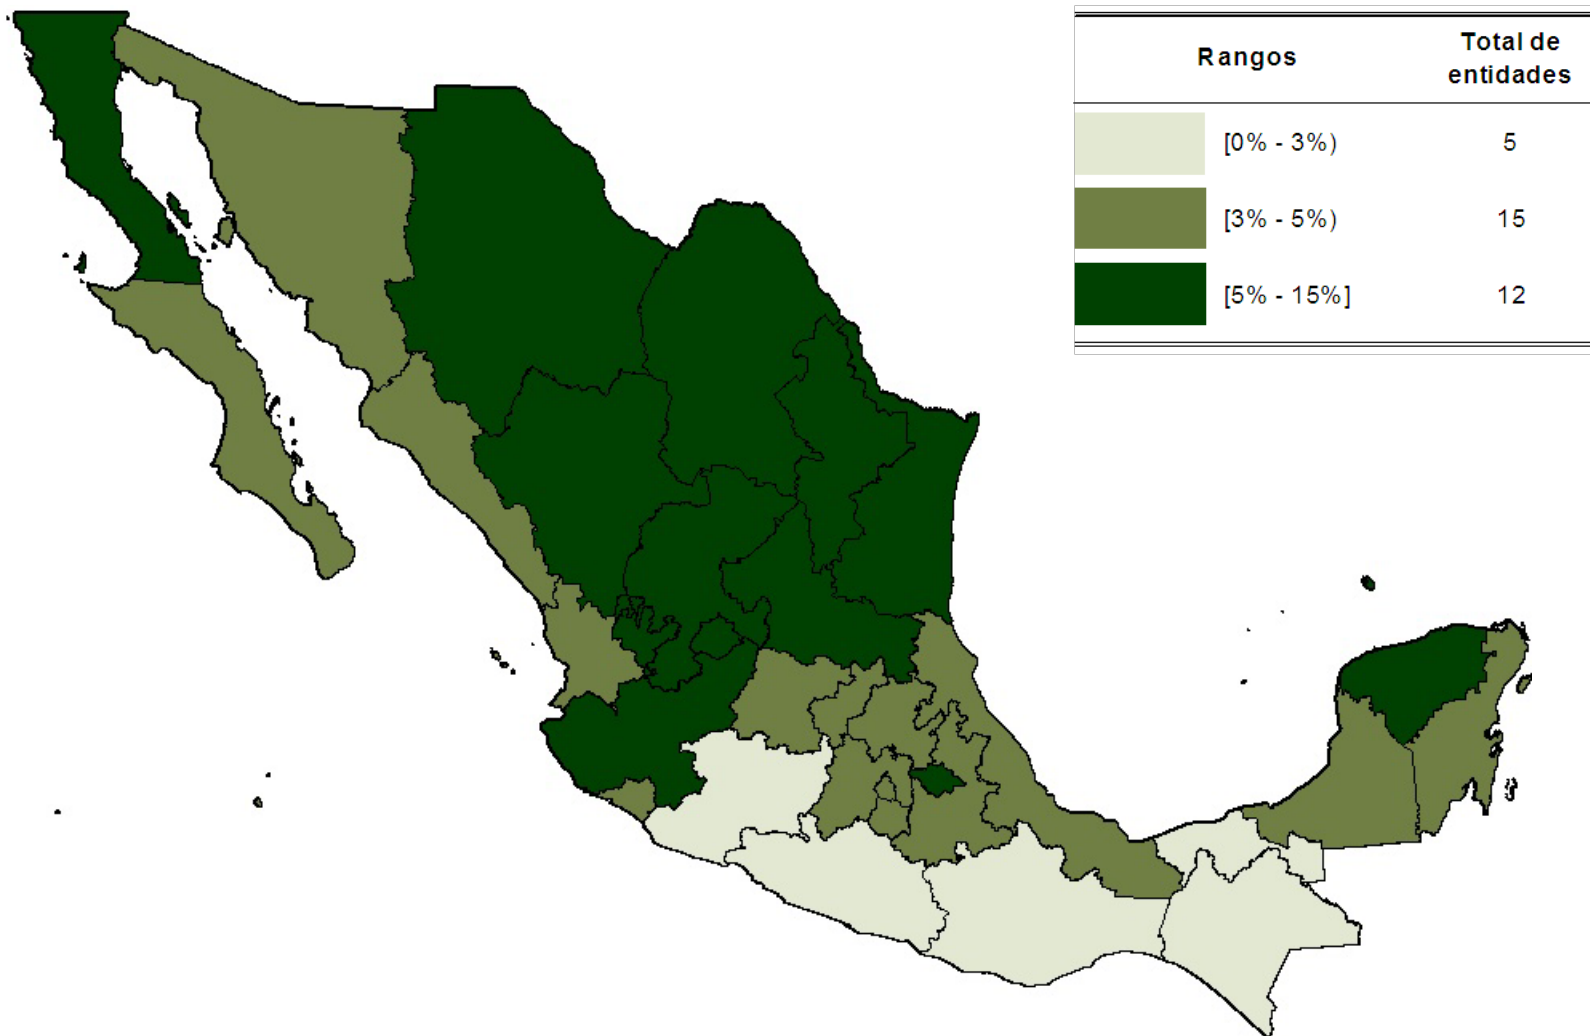 Rangos Total de entidades
[0% - 3%) 5
[3% - 5%) 15
[5% - 15%] 12